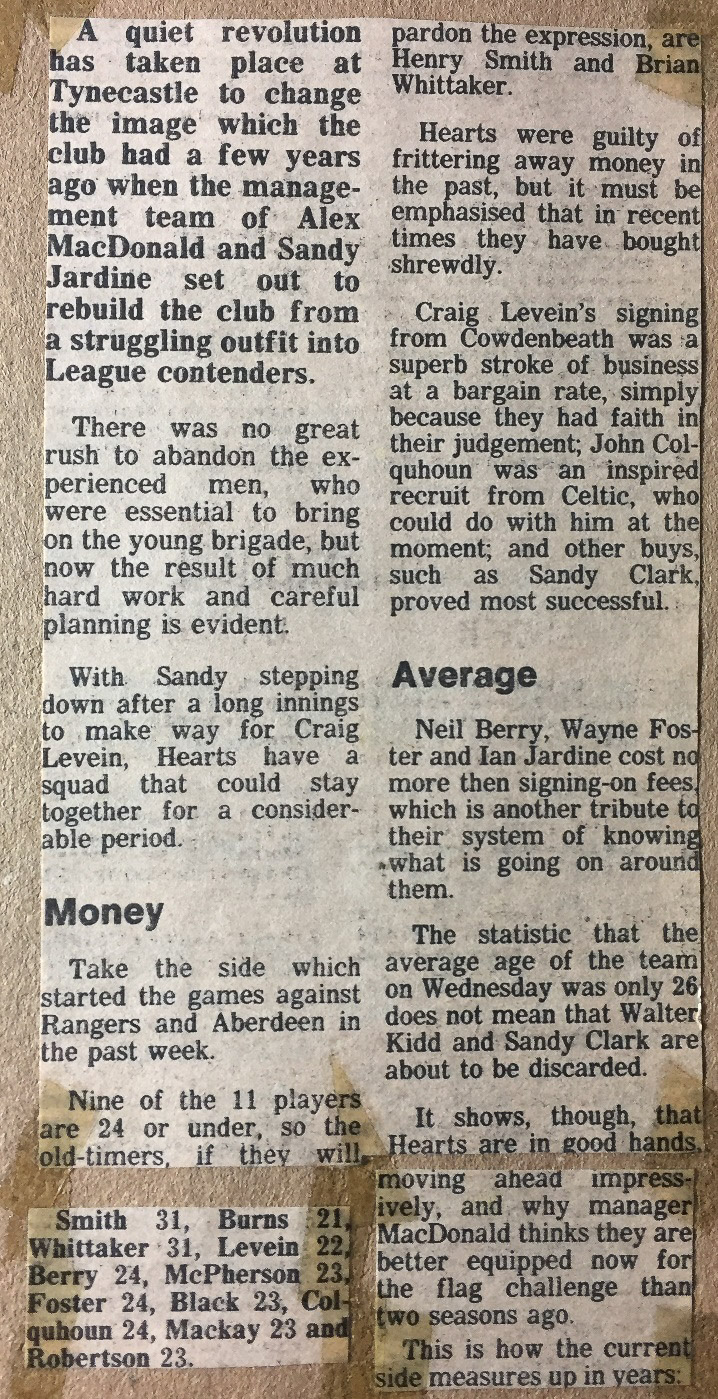 A quiet revolution
has taken place at
Tynecastle to change
the image which the
club had a few years
ago when the manage-
ment team of Alex
MacDonald and Sandy
Jardine set out to
rebuild the club from
a struggling outfit into
League contenders.
There was no great
rush to abandon the ex-
perienced men, who
were essential to bring
on the young brigade, but
now the result of much
hard work and careful
planning is evident.
With Sandy stepping
down after a long innings
to make way for Craig
Levein, Hearts have a
squad that could stay
together for a consider-
able period.
Money
Take the side which
started the games against
Rangers and Aberdeen in
the past week.
Nine of the 11 players
are 24 or under, so the
old-timers, if they will
pardon the expression, are
Henry Smith and Brian
Whittaker.
Hearts were guilty of
frittering away money in
the past, but it must be
emphasised that in recent
times they have bought
shrewdly.
Craig Levein's signing
from Cowdenbeath was a
superb stroke of business
at a bargain rate, simply
because they had faith in
their judgement; John Col-
quhoun was an inspired
recruit from Celtic, who
could do with him at the
moment; and other buys,
such as Sandy Clark,
proved most successful.
Average
Neil Berry, Wayne Fos-
ter and Ian Jardine cost no
more then signing-on fees,
which is another tribute to
their system of knowing
what is going on around
them.
The statistic that the
average age of the team
on Wednesday was only 26
does not mean that Walter
Kidd and Sandy Clark are
about to be discarded.
It shows, though, that
Hearts are in good hands,
moving ahead impress-
ively, and why manager
MacDonald thinks they are
better equipped now for
the flag challenge than
two seasons ago.
This is how the current
side measures up in years:
Smith 31, Burns 21,
Whittaker 31, Levein 22,
Berry 24, McPherson 23,
Foster 24, Black 23, Col-
quhoun 24, Mackay 23 and
Robertson 23.